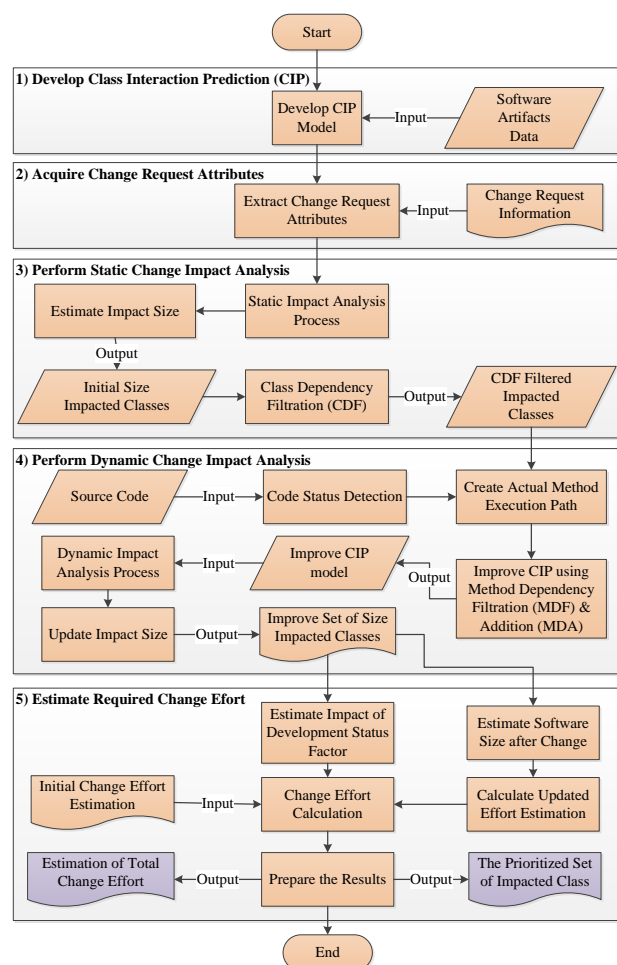 Start
1) Develop Class Interaction Prediction (CIP)
Develop CIP
Model
Input
Software
Artifacts
Data
2) Acquire Change Request Attributes
Extract Change Request
Attributes
Input
Change Request
Information
3) Perform Static Change Impact Analysis
Estimate Impact Size
Static Impact Analysis
Process
Output
Initial Size
Impacted Classes
Class Dependency
Filtration (CDF)
Output
CDF Filtered
Impacted
Classes
4) Perform Dynamic Change Impact Analysis
Source Code
Input
Code Status Detection
Create Actual Method
Execution Path
Dynamic Impact
Analysis Process
Input
Improve CIP
model
Output
Improve CIP using
Method Dependency
Filtration (MDF) &
Addition (MDA)
Update Impact Size
Output
Improve Set of Size
Impacted Classes
5) Estimate Required Change Efort
Estimate Impact of
Development Status
Factor
Estimate Software
Size after Change
Initial Change Effort
Estimation
Input
Change Effort
Calculation
Calculate Updated
Effort Estimation
Estimation of Total
Change Effort
Output
Prepare the Results
Output
The Prioritized Set
of Impacted Class
End